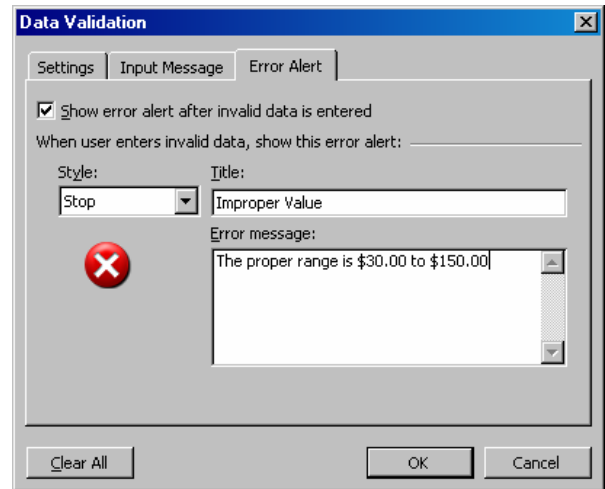 Data Validation
Settings Input Message Error Alert
Show error alert after invalid data is entered
When user enters invalid data, show this error alert:
Style: Title:
Stop Improper Value
Error message:
The proper range is $30.00 to $150.00
Clear All OK Cancel